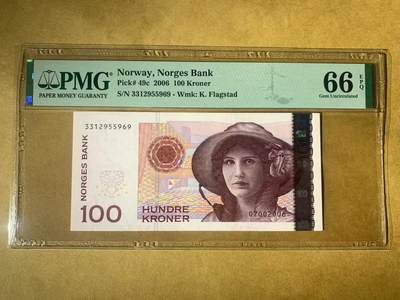 PMG
PAPER MONEY GUARANTY
Norway, Norges Bank
Pick# 49c 2006 100 Kroner
S/N 3312955969 - Wmk: K. Flagstad
66 EPQ
Gem Uncirculated
3312955969
NORGES BANK
100
HUNDRE
KRONER